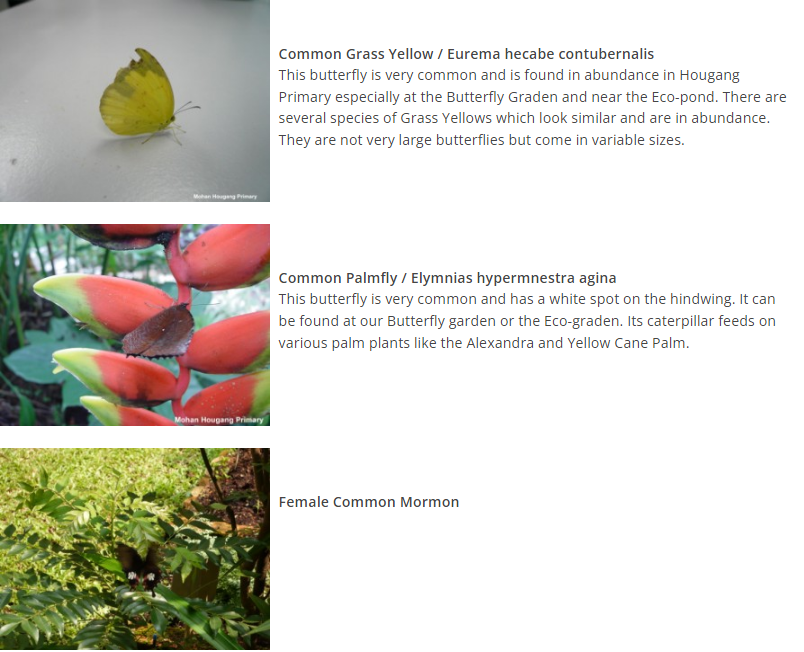 Common Grass Yellow / Eurema hecabe contubernalis
This butterfly is very common and is found in abundance in Hougang
Primary especially at the Butterfly Graden and near the Eco-pond. There are
several species of Grass Yellows which look similar and are in abundance.
They are not very large butterflies but come in variable sizes.
Mohan Hougang Primary
Common Palmfly / Elymnias hypermnestra agina
This butterfly is very common and has a white spot on the hindwing. It can
be found at our Butterfly garden or the Eco-graden. Its caterpillar feeds on
various palm plants like the Alexandra and Yellow Cane Palm.
Mohan Hougang Primary
Female Common Mormon